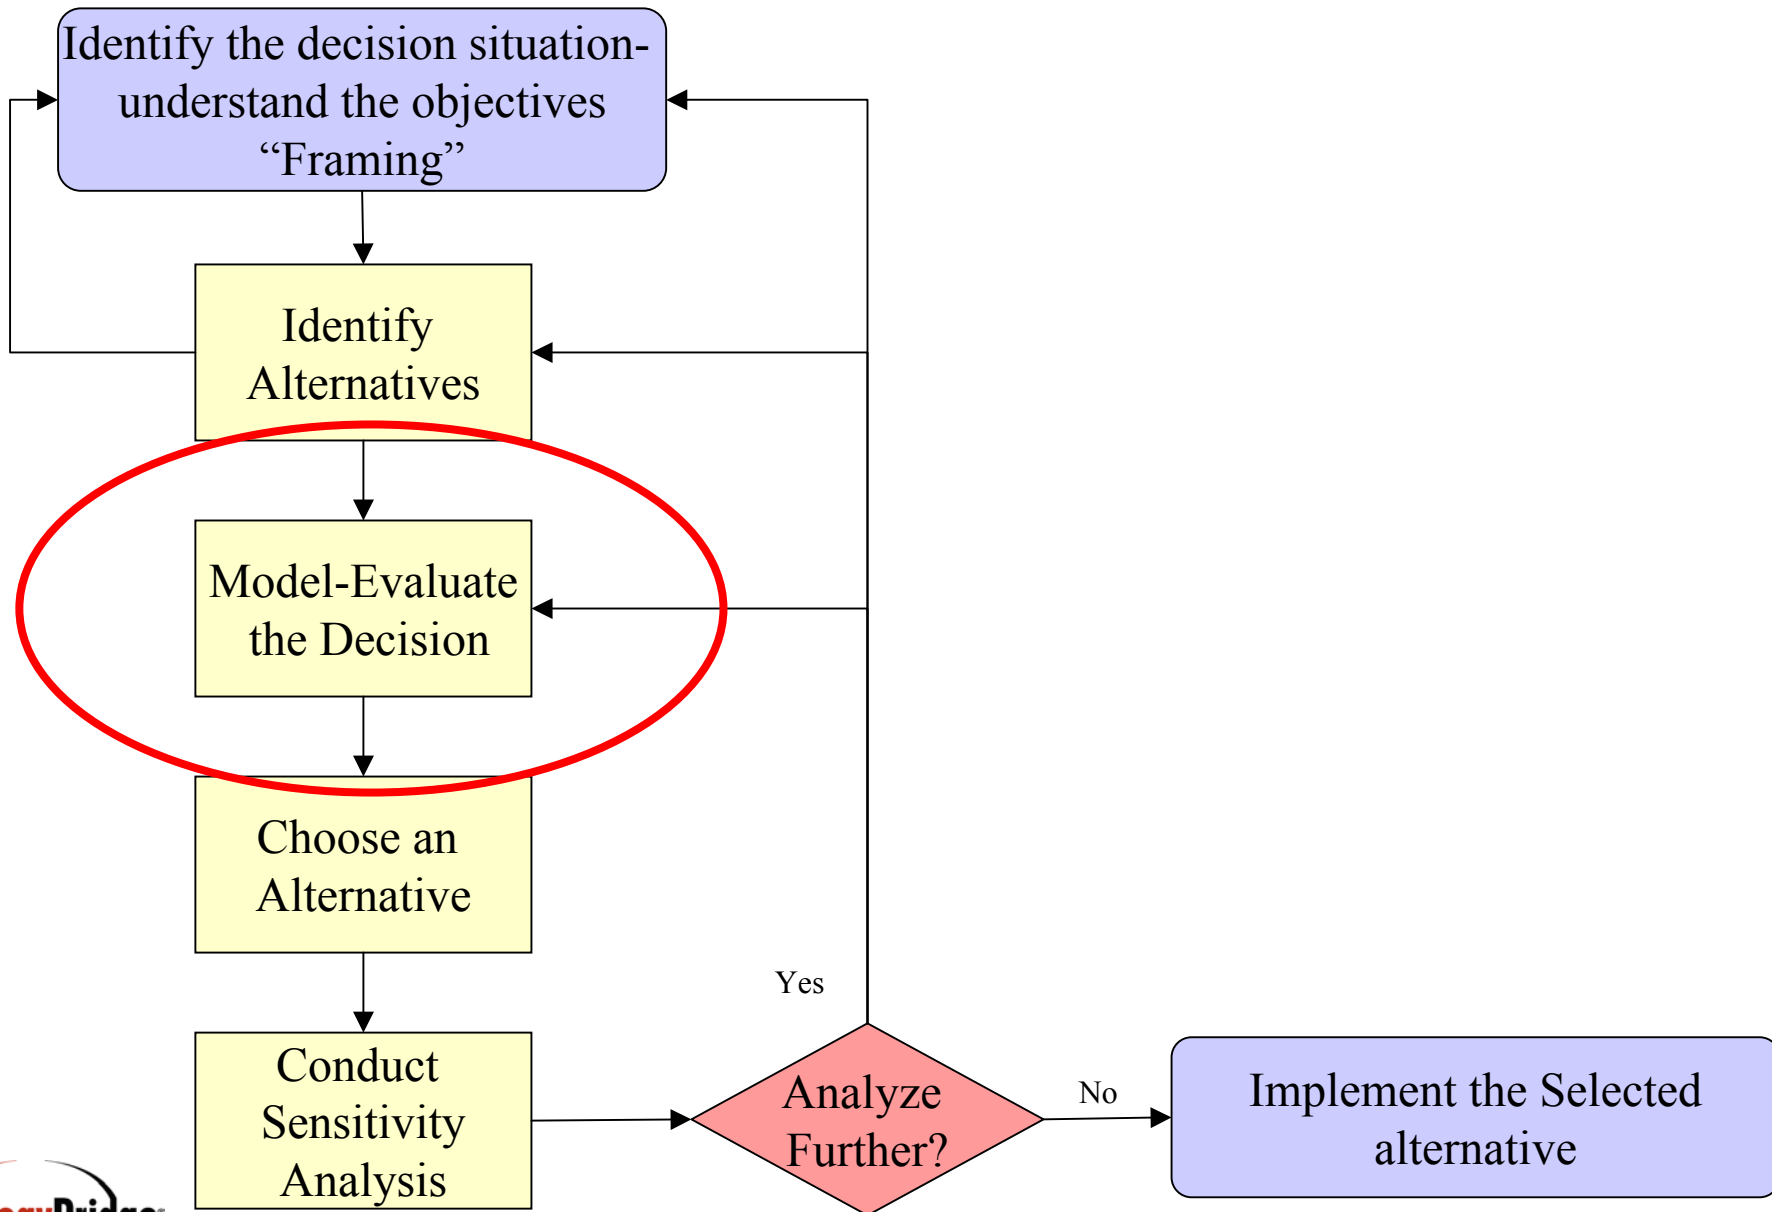 Identify the decision situation-
understand the objectives
“Framing”
Identify
Alternatives
Model-Evaluate
the Decision
Choose an
Alternative
Yes
Conduct
Sensitivity
Analysis
Analyze
Further?
No
Implement the Selected
alternative